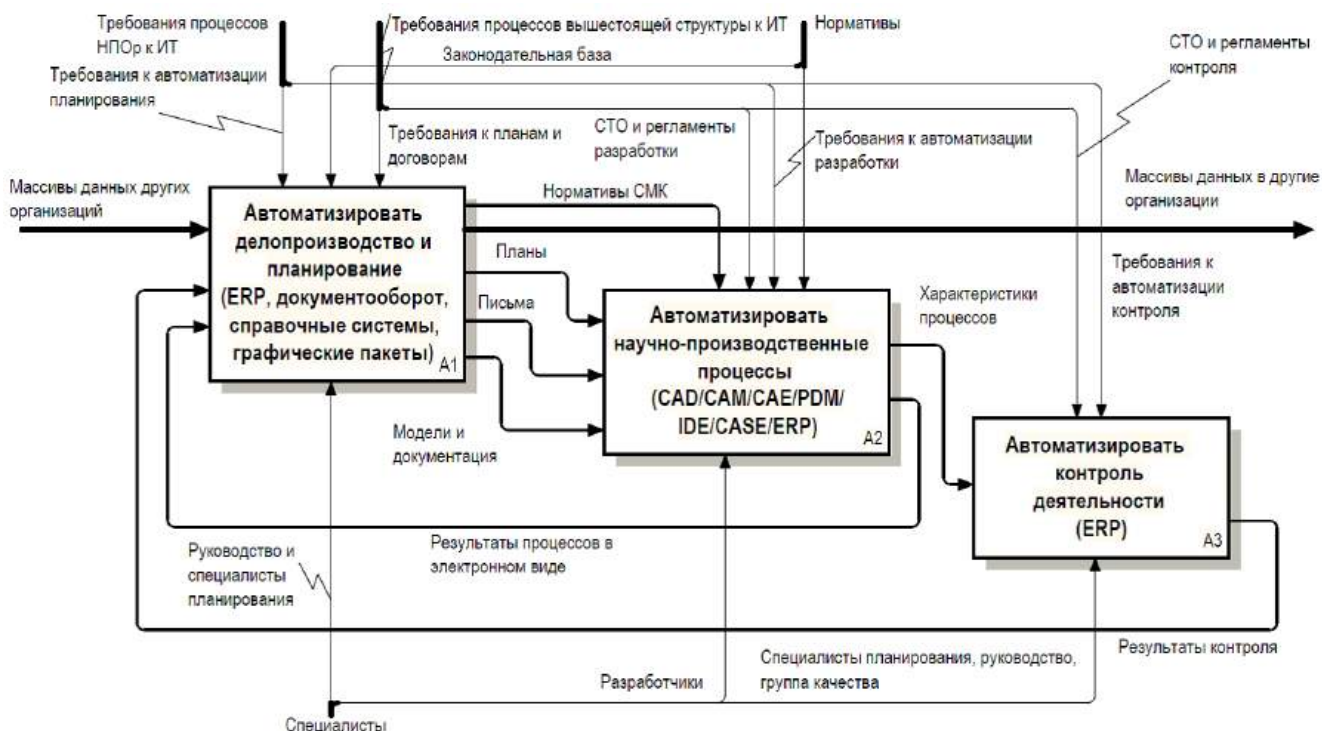 Требования процессов
НПОр к ИТ
Требования процессов вышестоящей структуры к ИТ
Нормативы
Законодательная база
СТО и регламенты
контроля
Требования к автоматизации
планирования
Требования к планам и
договорам
СТО и регламенты
разработки
Требования к автоматизации
разработки
Массивы данных других
организаций
Нормативы СМК
Массивы данных в другие
организации
Автоматизировать
делопроизводство и
планирование
(ERP, документооборот,
справочные системы,
графические пакеты)
A1
Планы
Письма
Модели и
документация
Автоматизировать
научно-производственные
процессы
(CAD/CAM/CAE/PDM/
IDE/CASE/ERP)
A2
Характеристики
процессов
Требования к
автоматизации
контроля
Автоматизировать
контроль
деятельности
(ERP)
A3
Результаты процессов в
электронном виде
Руководство и
специалисты
планирования
Результаты контроля
Разработчики
Специалисты планирования, руководство,
группа качества
Специалисты